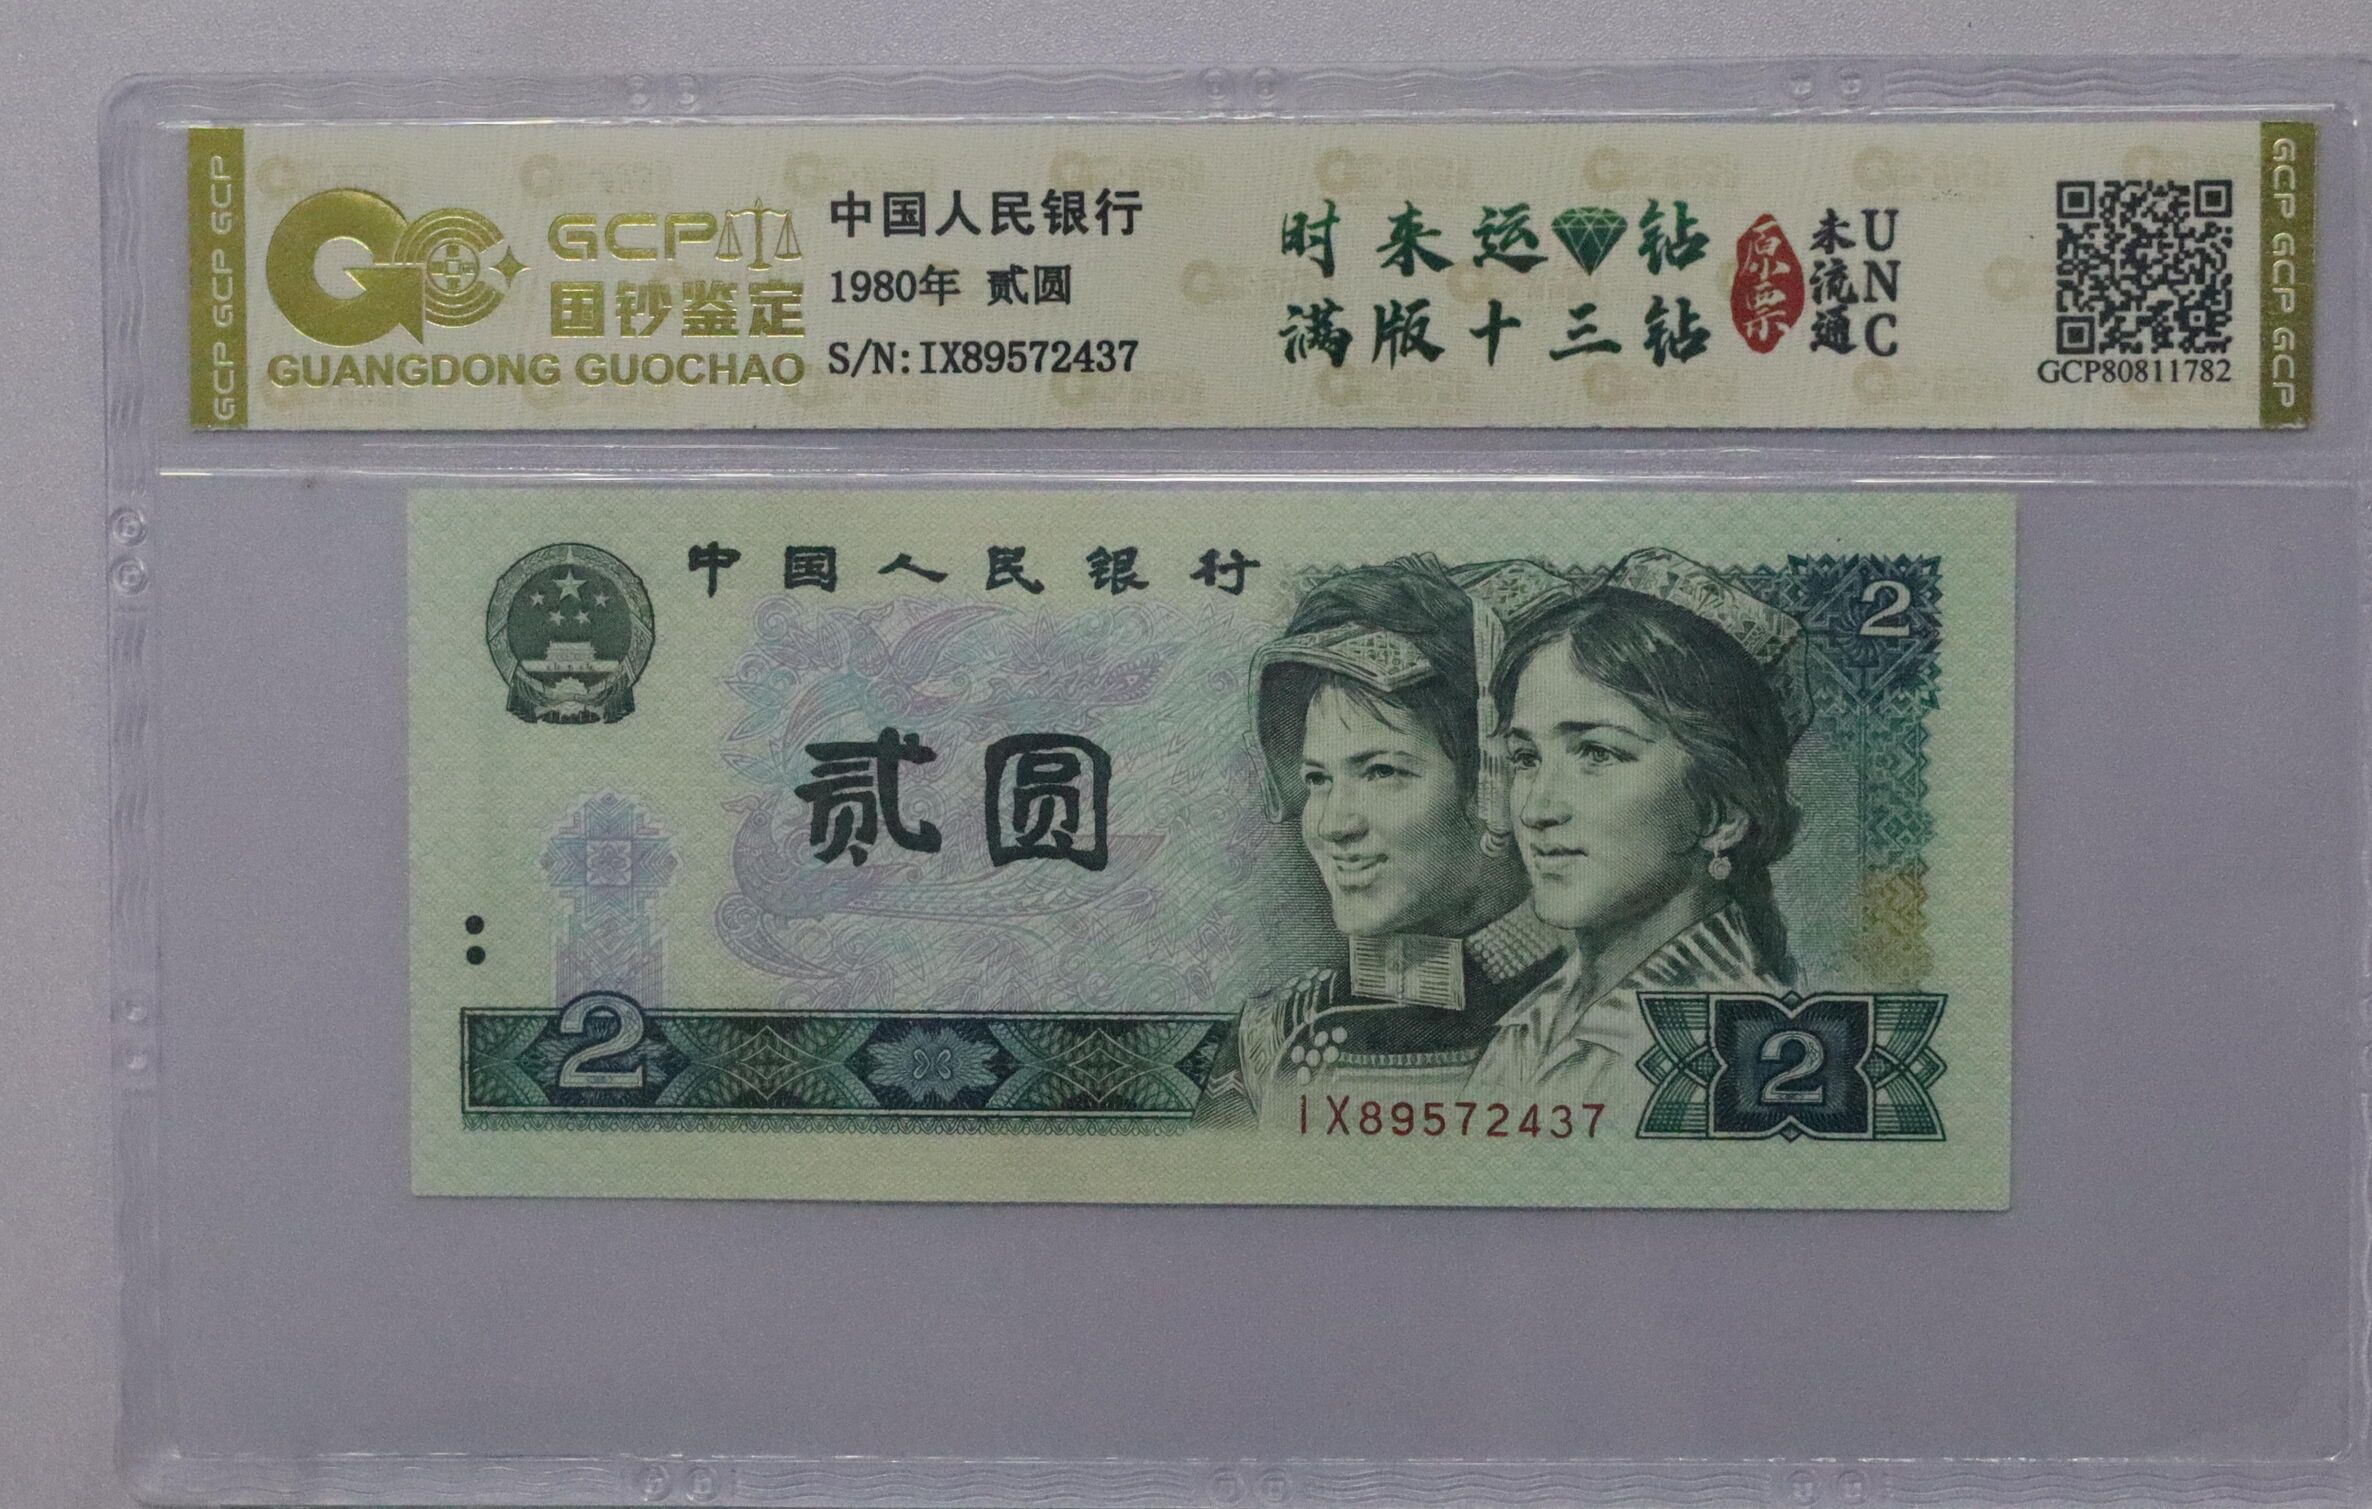 GCP GCP GCP
GCP
国钞鉴定
GUANGDONG GUOCHAO
中国人民银行
1980年 贰圆
S/N:IX89572437
时来运钻
满版十三钻
原票
未流通
UNC
GCP80811782
GCP GCP GCP
中国人民银行
2
贰圆
2
2
IX89572437